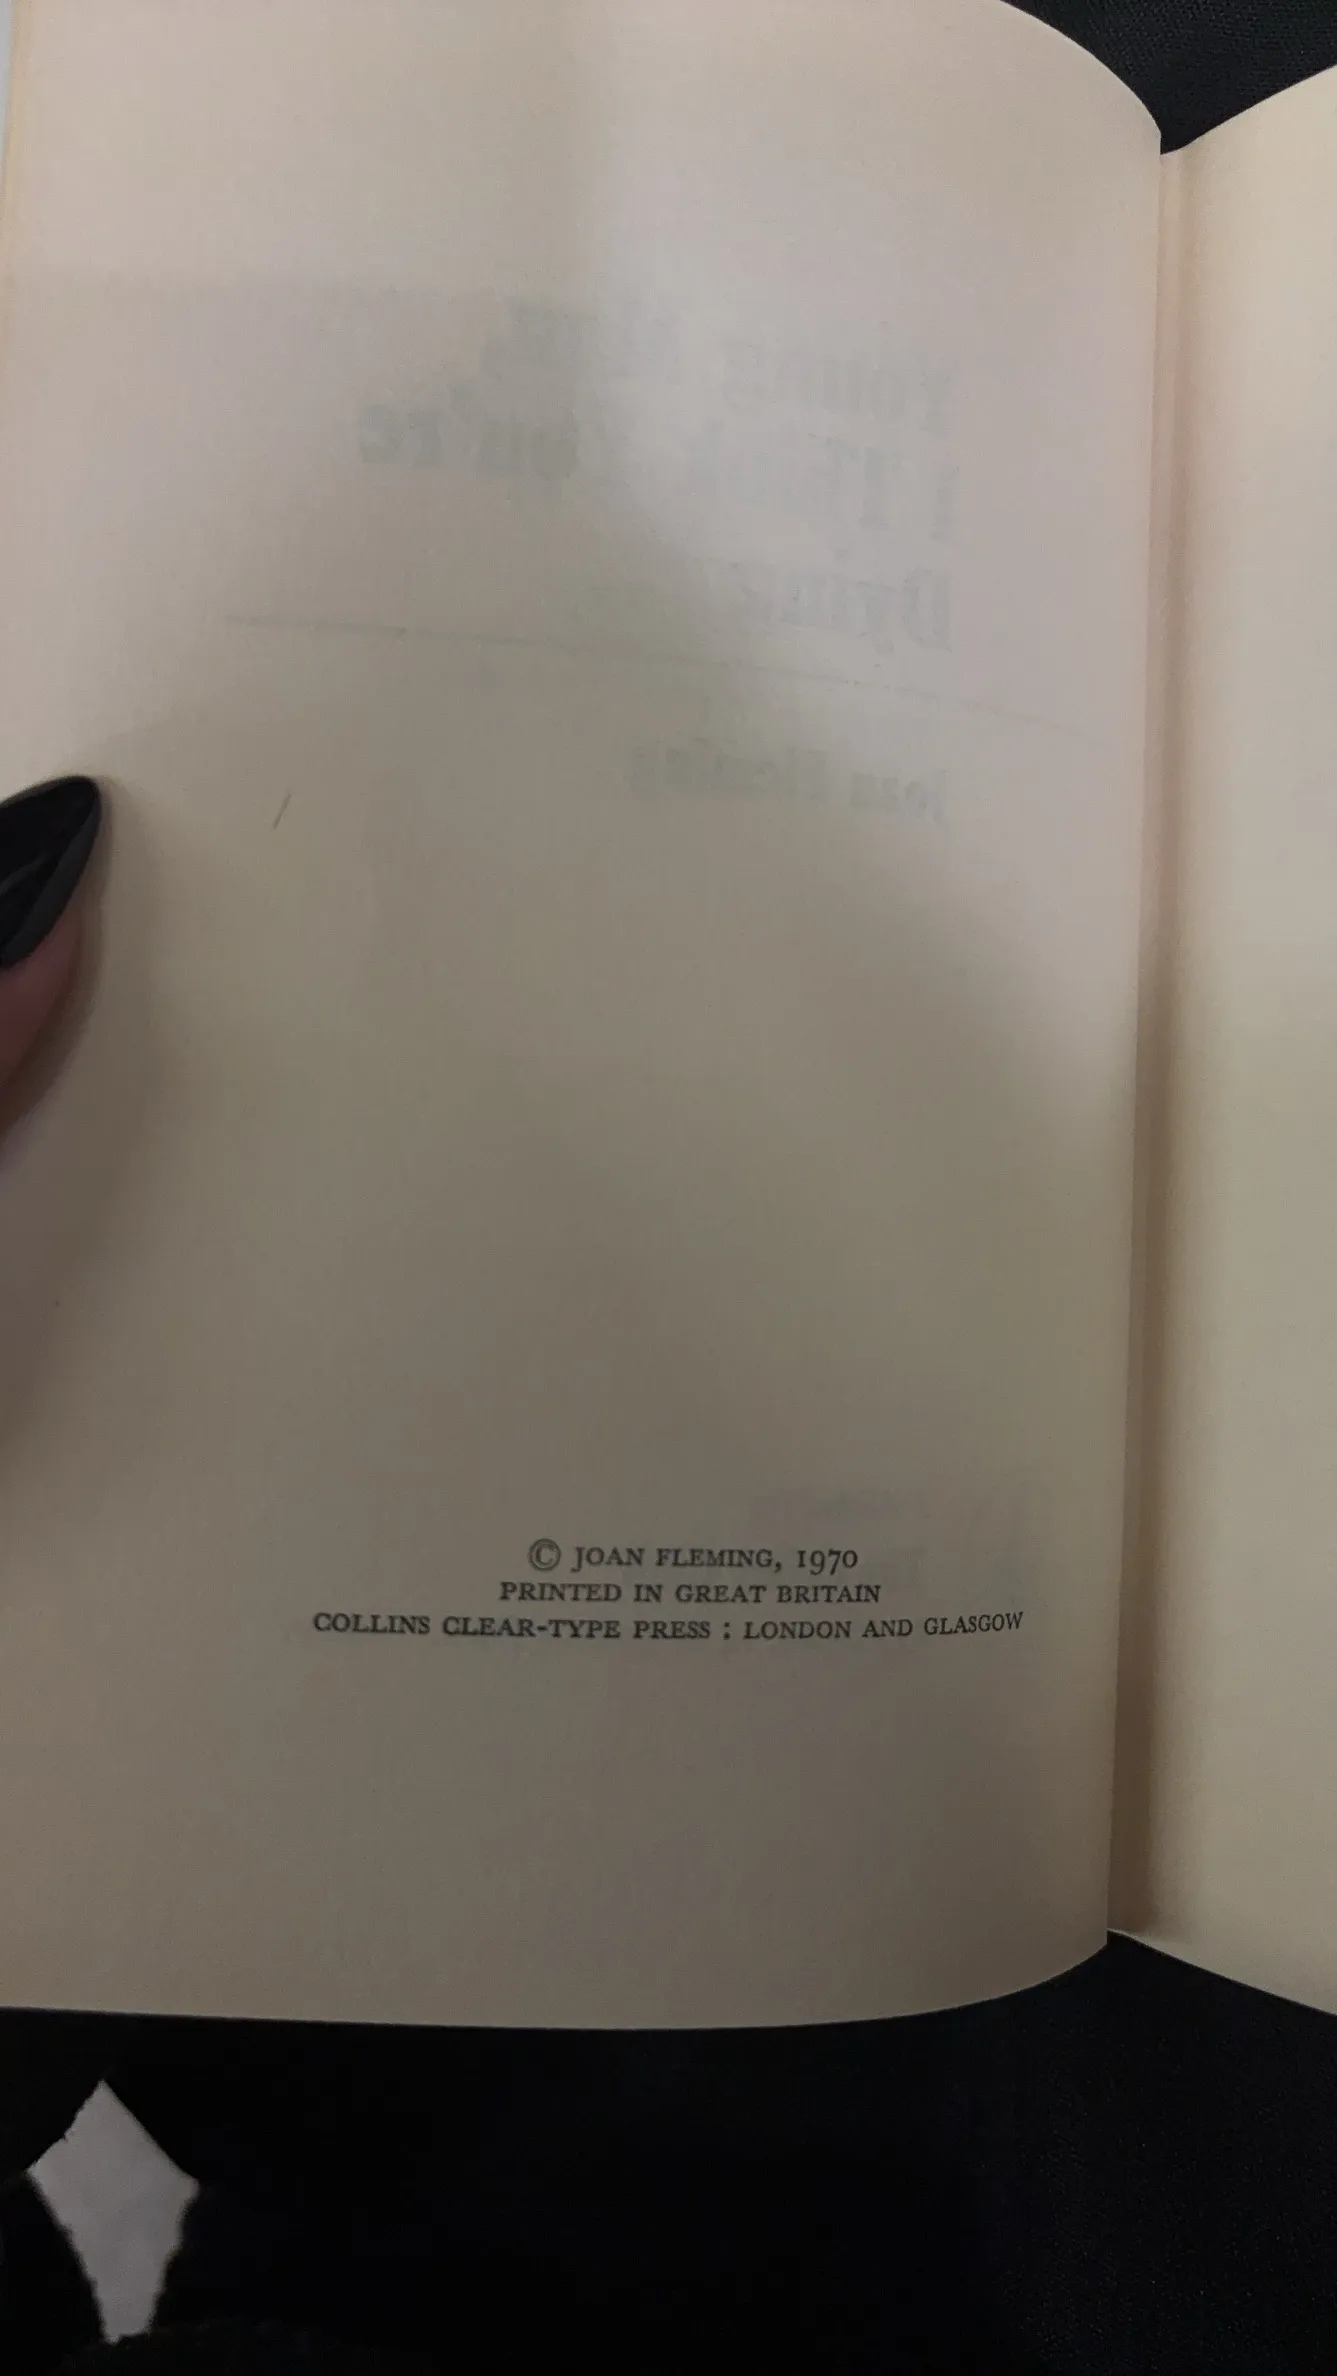 © JOAN FLEMING, 1970
PRINTED IN GREAT BRITAIN
COLLINS CLEAR-TYPE PRESS : LONDON AND GLASGOW